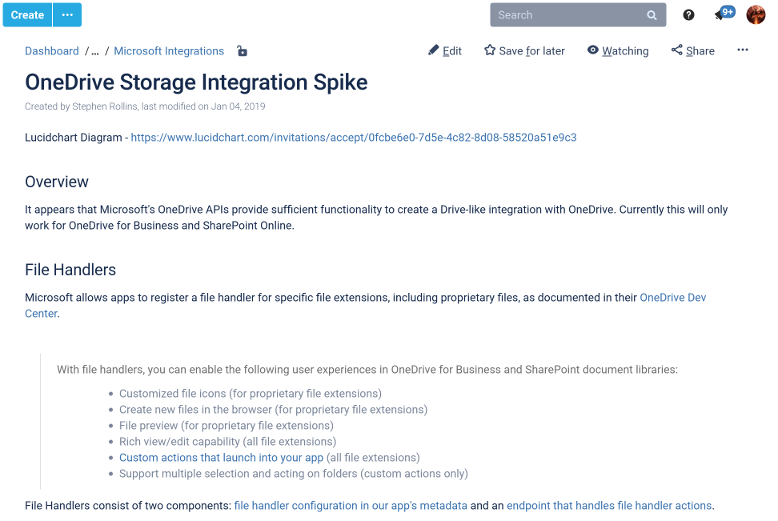 Create ···
Search
9+
Dashboard /... / Microsoft Integrations
Edit Save for later Watching Share ···
OneDrive Storage Integration Spike
Created by Stephen Rollins, last modified on Jan 04, 2019
Lucidchart Diagram - https://www.lucidchart.com/invitations/accept/0fcbe6e0-7d5e-4c82-8d08-58520a51e9c3
Overview
It appears that Microsoft's OneDrive APIs provide sufficient functionality to create a Drive-like integration with OneDrive. Currently this will only
work for OneDrive for Business and SharePoint Online.
File Handlers
Microsoft allows apps to register a file handler for specific file extensions, including proprietary files, as documented in their OneDrive Dev
Center.
With file handlers, you can enable the following user experiences in OneDrive for Business and SharePoint document libraries:
• Customized file icons (for proprietary file extensions)
• Create new files in the browser (for proprietary file extensions)
• File preview (for proprietary file extensions)
• Rich view/edit capability (all file extensions)
• Custom actions that launch into your app (all file extensions)
• Support multiple selection and acting on folders (custom actions only)
File Handlers consist of two components: file handler configuration in our app's metadata and an endpoint that handles file handler actions.